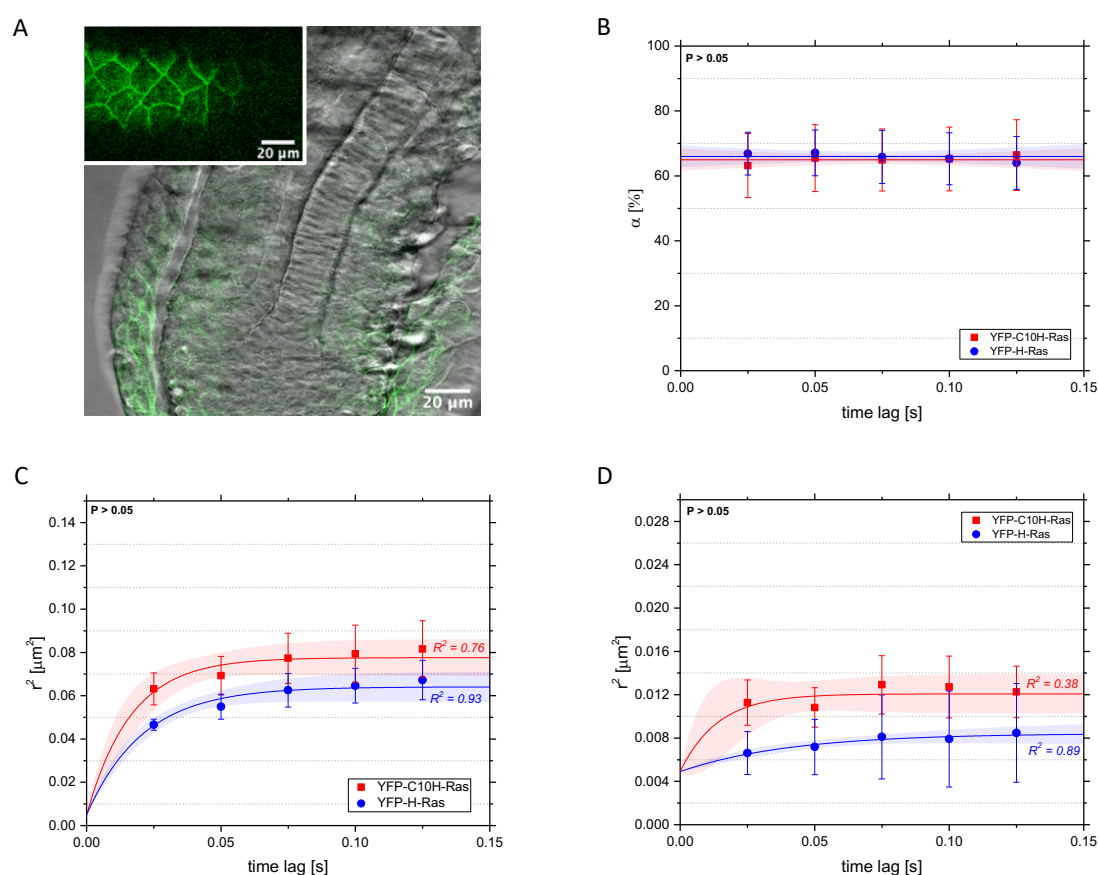 A
20 µm
20 µm
B
P > 0.05
100
80
60
40
20
0
α [%]
YFP-C10H-Ras
YFP-H-Ras
0.00 0.05 0.10 0.15
time lag [s]
C
P > 0.05
0.14
0.12
0.10
0.08
0.06
0.04
0.02
0.00
r² [µm²]
R² = 0.76
R² = 0.93
YFP-C10H-Ras
YFP-H-Ras
0.00 0.05 0.10 0.15
time lag [s]
D
P > 0.05
YFP-C10H-Ras
YFP-H-Ras
0.028
0.024
0.020
0.016
0.012
0.008
0.004
0.000
r² [µm²]
R² = 0.38
R² = 0.89
0.00 0.05 0.10 0.15
time lag [s]